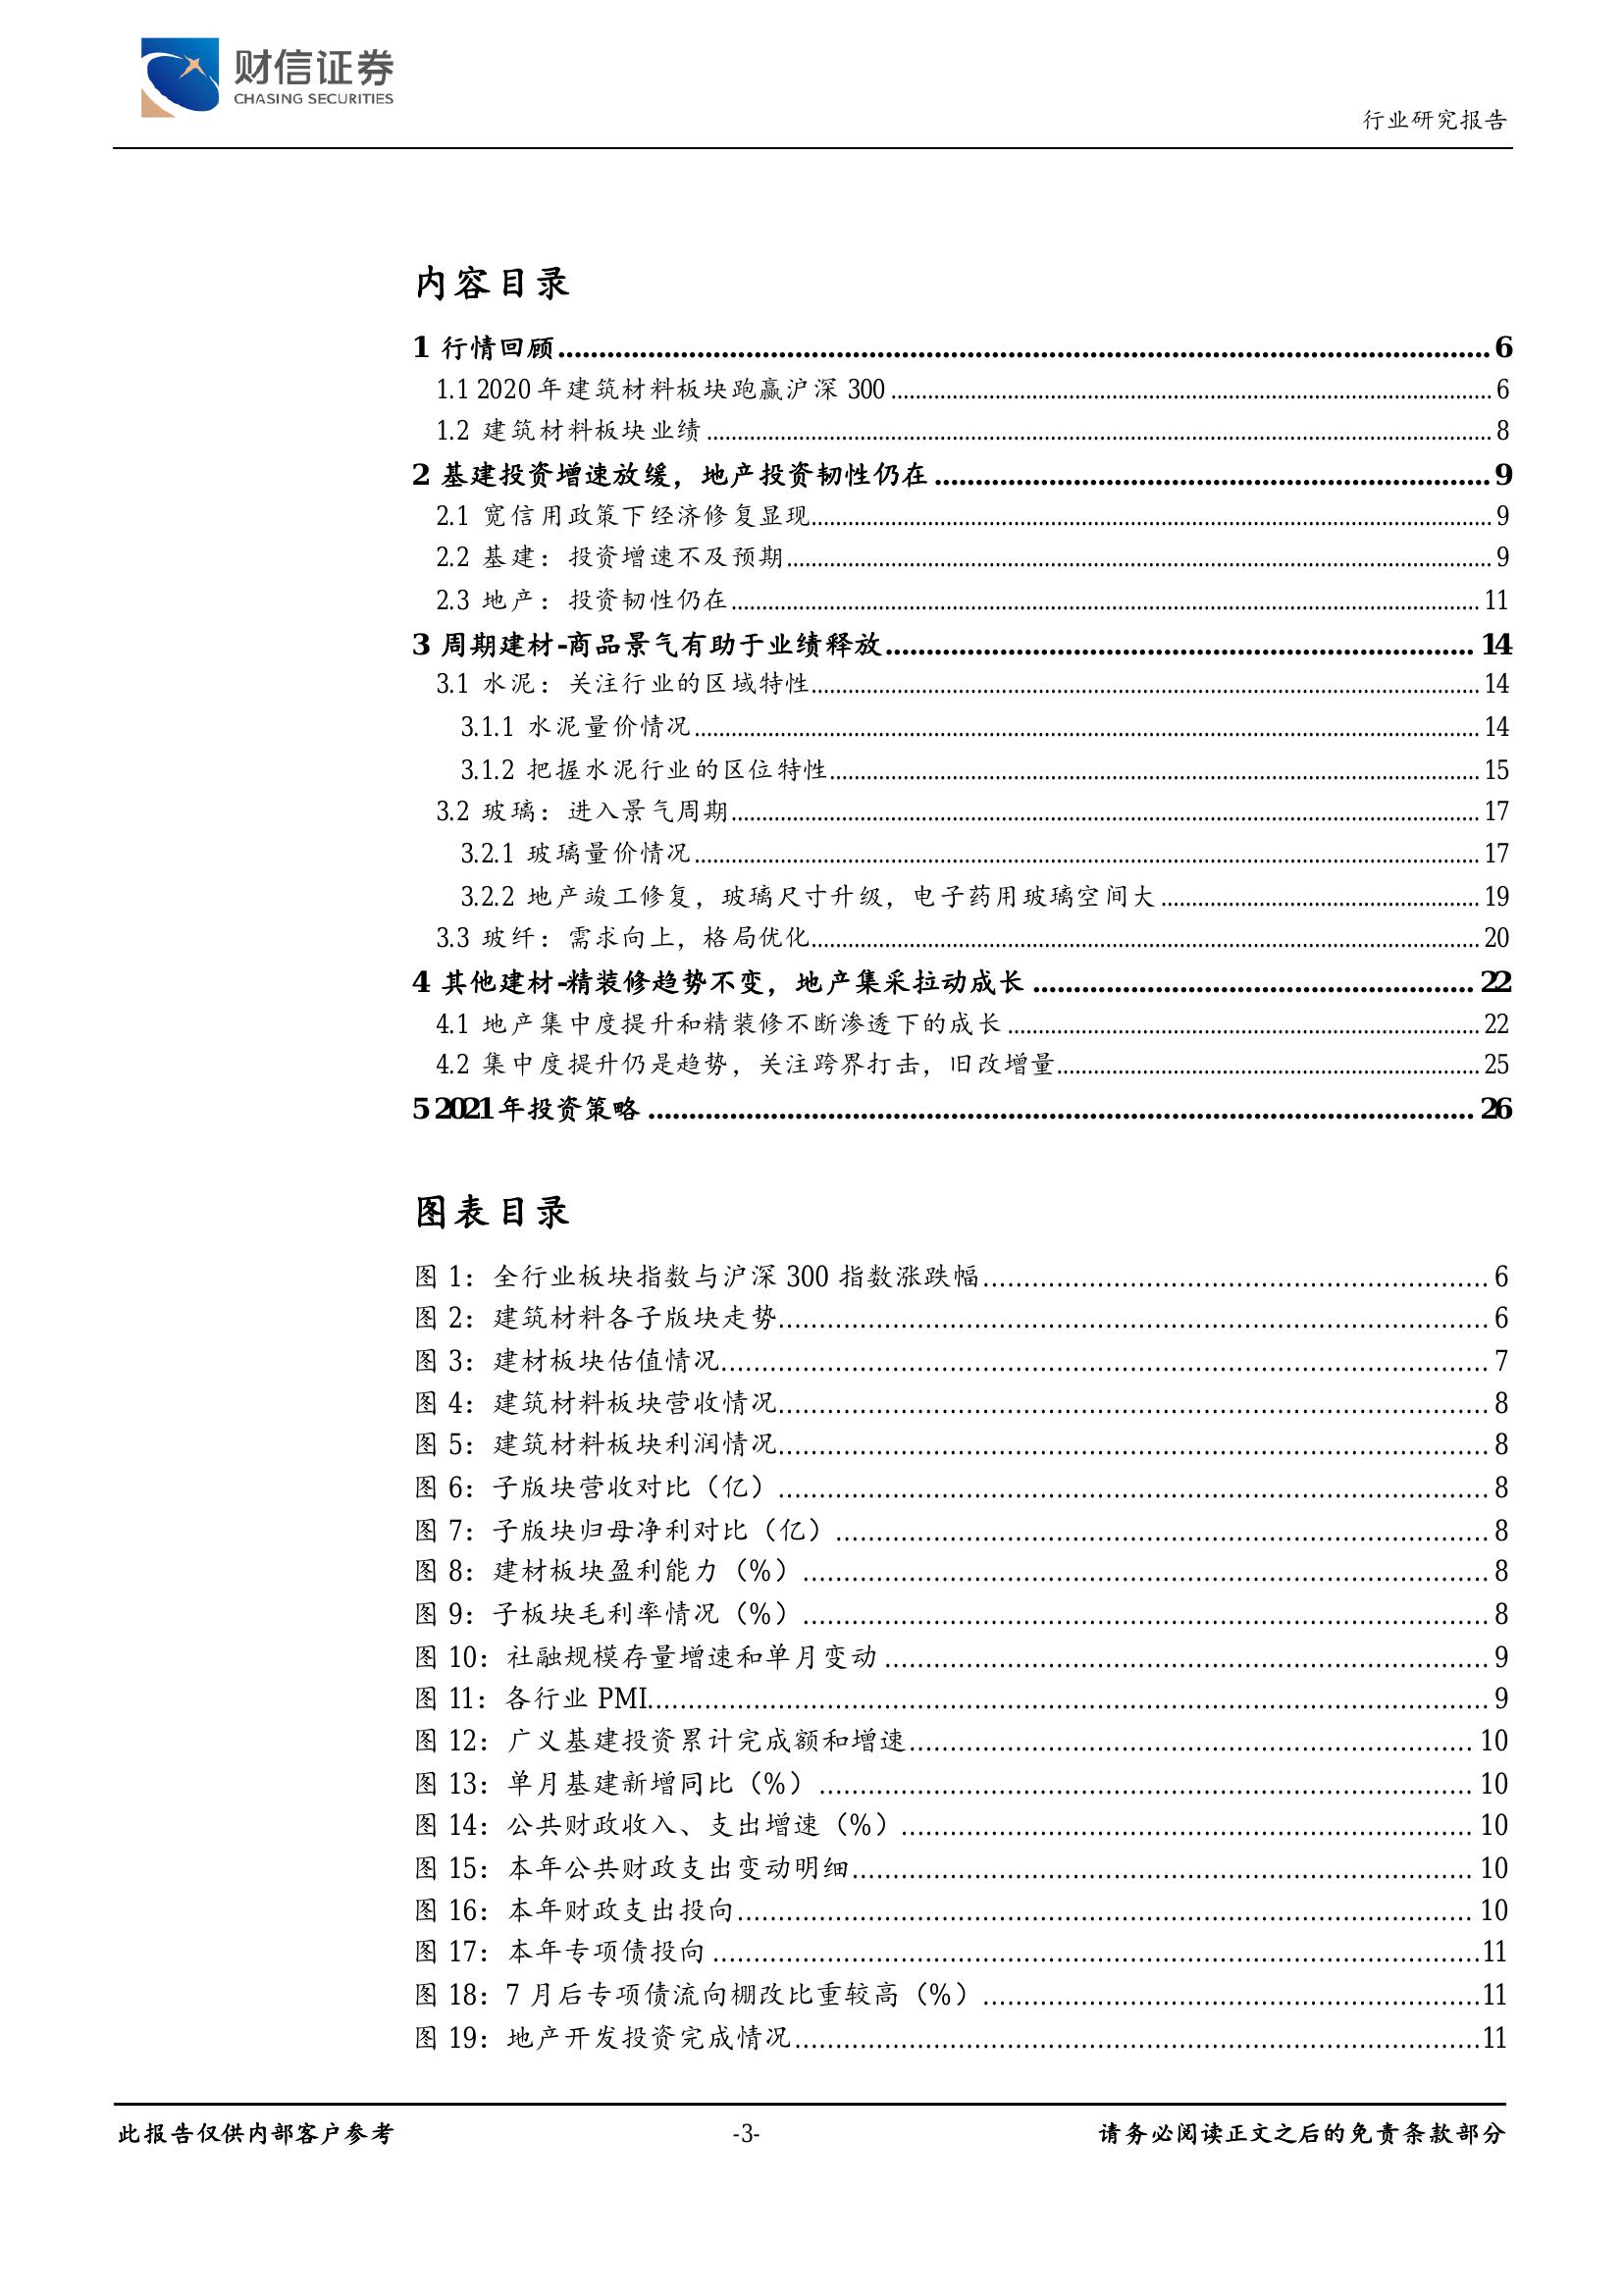 财信证券
CHASING SECURITIES
行业研究报告
内容目录
1 行情回顾 6
1.1 2020 年建筑材料板块跑赢沪深 300 6
1.2 建筑材料板块业绩 8
2 基建投资增速放缓，地产投资韧性仍在 9
2.1 宽信用政策下经济修复显现 9
2.2 基建：投资增速不及预期 9
2.3 地产：投资韧性仍在 11
3 周期建材-商品景气有助于业绩释放 14
3.1 水泥：关注行业的区域特性 14
3.1.1 水泥量价情况 14
3.1.2 把握水泥行业的区位特性 15
3.2 玻璃：进入景气周期 17
3.2.1 玻璃量价情况 17
3.2.2 地产竣工修复，玻璃尺寸升级，电子药用玻璃空间大 19
3.3 玻纤：需求向上，格局优化 20
4 其他建材-精装修趋势不变，地产集采拉动成长 22
4.1 地产集中度提升和精装修不断渗透下的成长 22
4.2 集中度提升仍是趋势，关注跨界打击，旧改增量 25
5 2021 年投资策略 26
图表目录
图 1：全行业板块指数与沪深 300 指数涨跌幅 6
图 2：建筑材料各子版块走势 6
图 3：建材板块估值情况 7
图 4：建筑材料板块营收情况 8
图 5：建筑材料板块利润情况 8
图 6：子版块营收对比（亿） 8
图 7：子版块归母净利对比（亿） 8
图 8：建材板块盈利能力（%） 8
图 9：子板块毛利率情况（%） 8
图 10：社融规模存量增速和单月变动 9
图 11：各行业 PMI 9
图 12：广义基建投资累计完成额和增速 10
图 13：单月基建新增同比（%） 10
图 14：公共财政收入、支出增速（%） 10
图 15：本年公共财政支出变动明细 10
图 16：本年财政支出投向 10
图 17：本年专项债投向 11
图 18：7 月后专项债流向棚改比重较高（%） 11
图 19：地产开发投资完成情况 11
此报告仅供内部客户参考 -3- 请务必阅读正文之后的免责条款部分